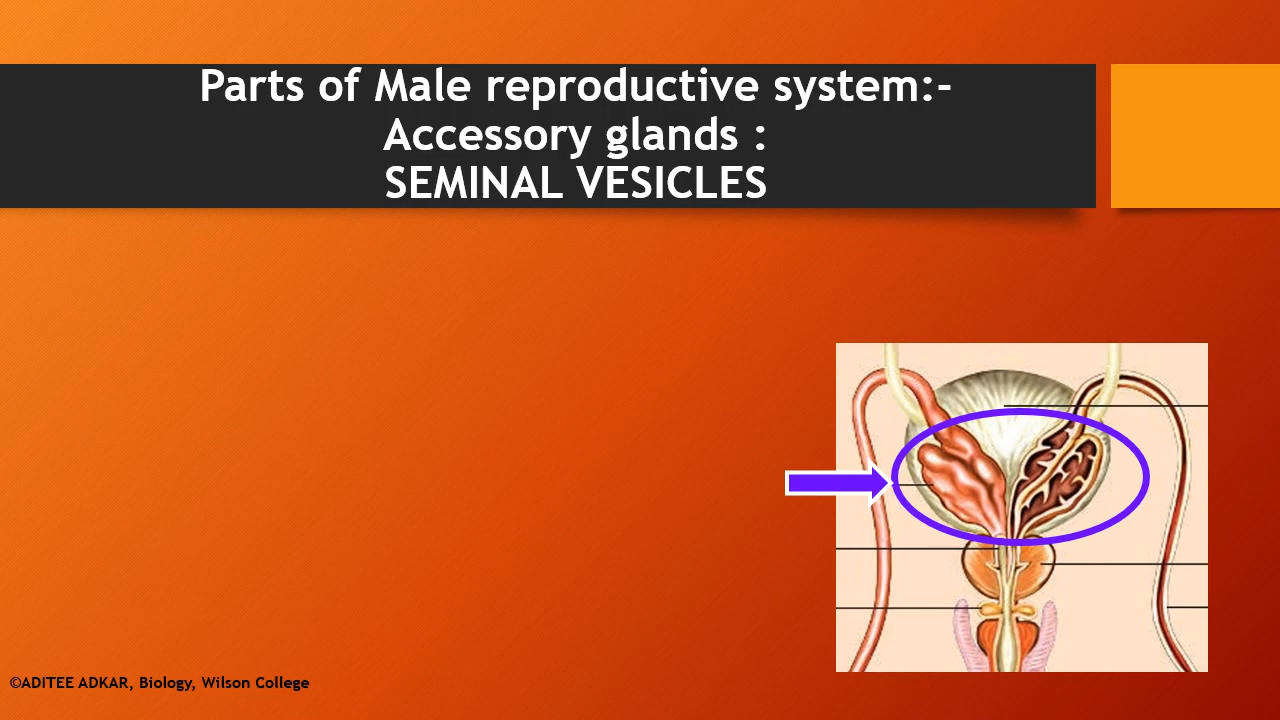 Parts of Male reproductive system:-
Accessory glands :
SEMINAL VESICLES
©ADITEE ADKAR, Biology, Wilson College